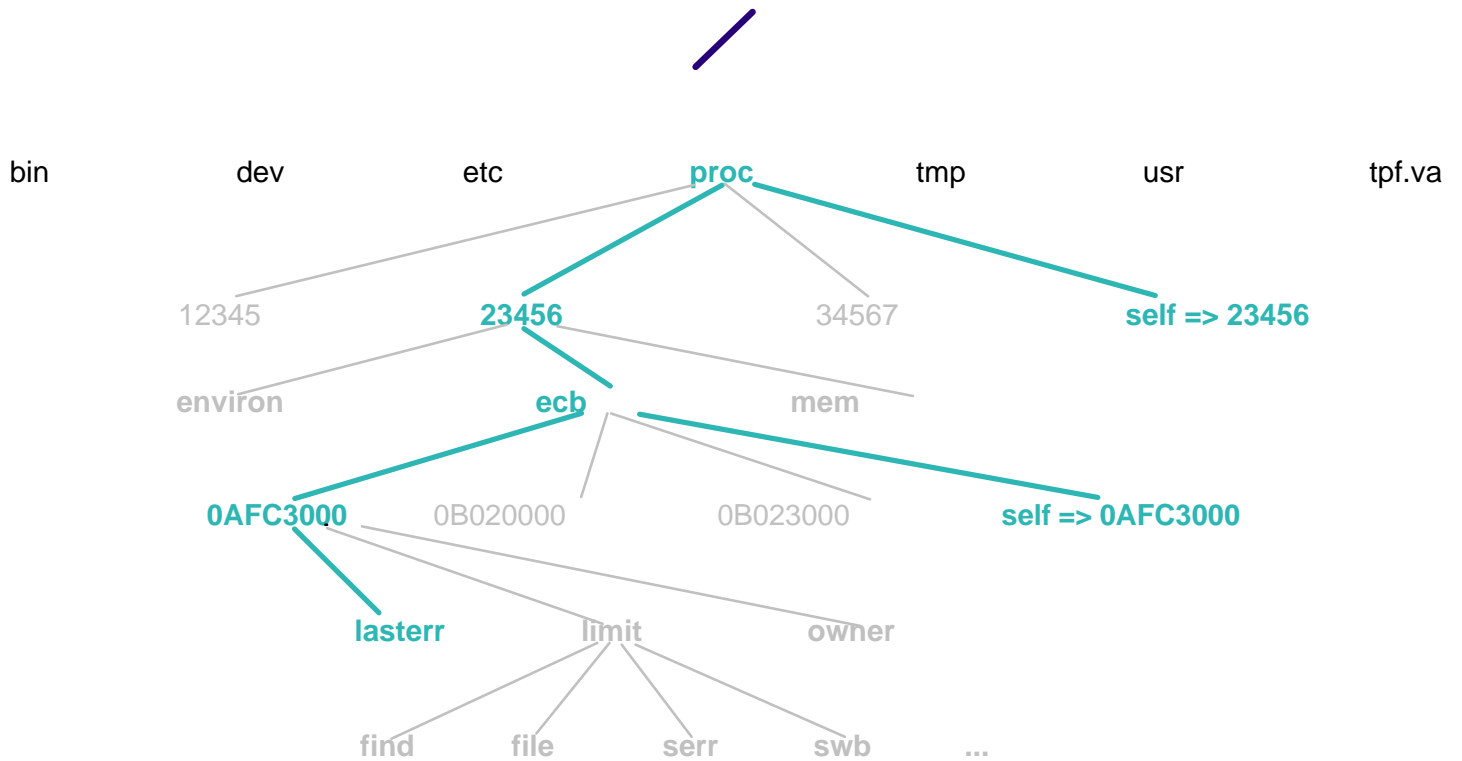 /
bin dev etc proc tmp usr tpf.va
12345 23456 34567 self => 23456
environ ecb mem
0AFC3000 0B020000 0B023000 self => 0AFC3000
lasterr limit owner
find file serr swb ...